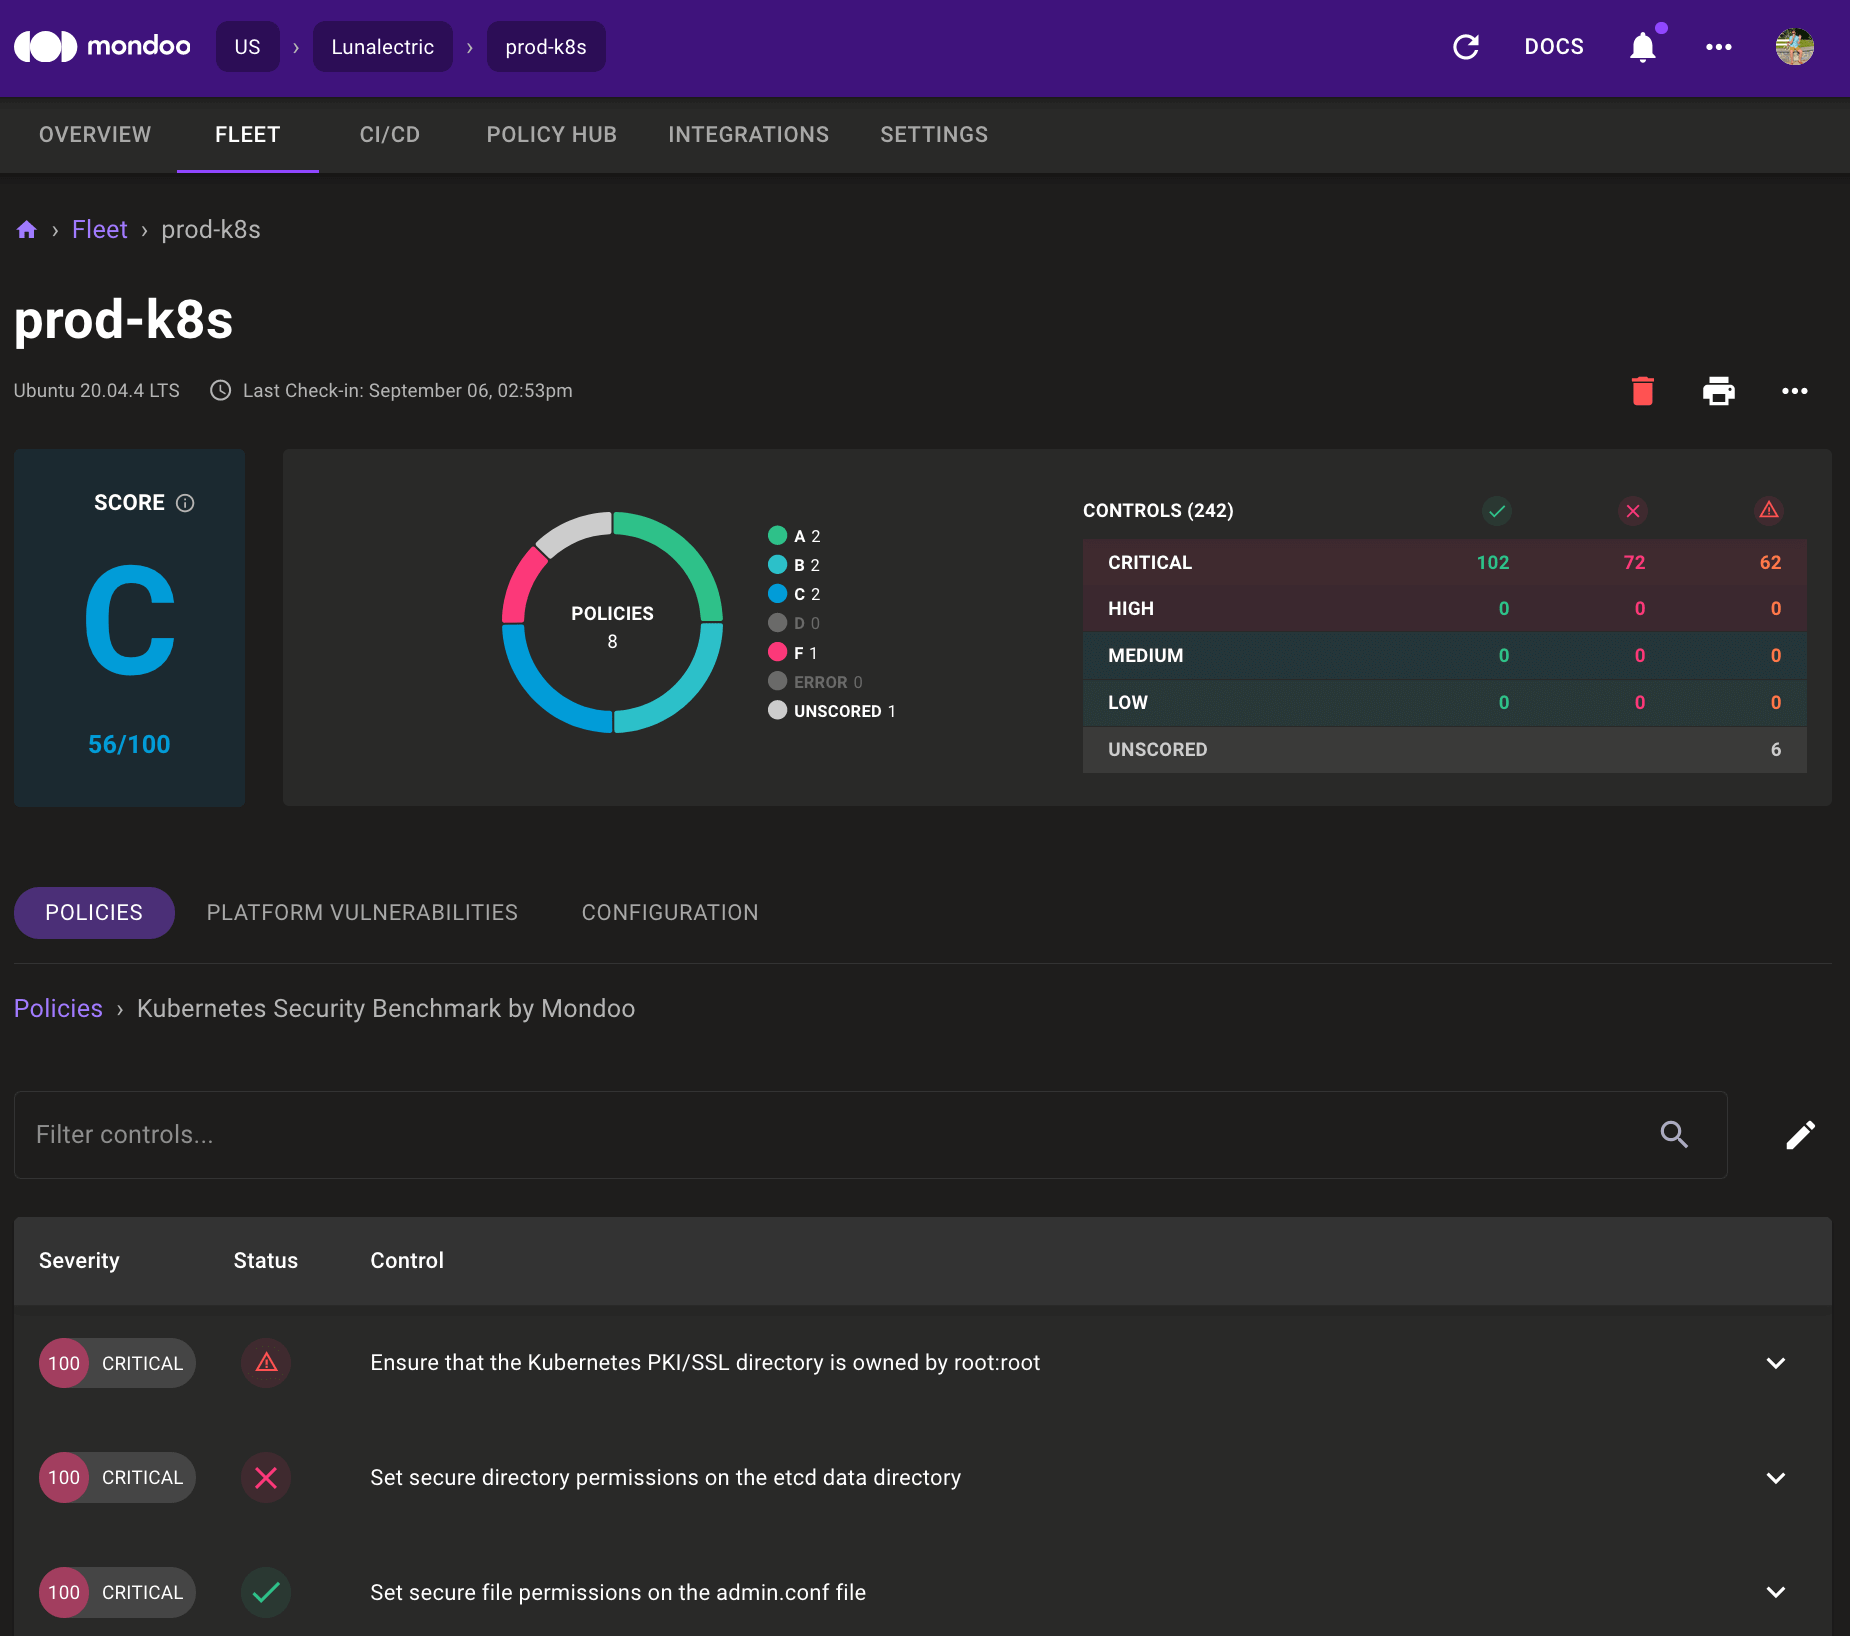 mondoo US › Lunalectric › prod-k8s DOCS
OVERVIEW FLEET CI/CD POLICY HUB INTEGRATIONS SETTINGS
› Fleet › prod-k8s
prod-k8s
Ubuntu 20.04.4 LTS Last Check-in: September 06, 02:53pm
SCORE
C
56/100
POLICIES
8
A 2
B 2
C 2
D 0
F 1
ERROR 0
UNSCORED 1
CONTROLS (242)
CRITICAL 102 72 62
HIGH 0 0 0
MEDIUM 0 0 0
LOW 0 0 0
UNSCORED 6
POLICIES PLATFORM VULNERABILITIES CONFIGURATION
Policies › Kubernetes Security Benchmark by Mondoo
Filter controls...
Severity Status Control
100 CRITICAL Ensure that the Kubernetes PKI/SSL directory is owned by root:root
100 CRITICAL Set secure directory permissions on the etcd data directory
100 CRITICAL Set secure file permissions on the admin.conf file